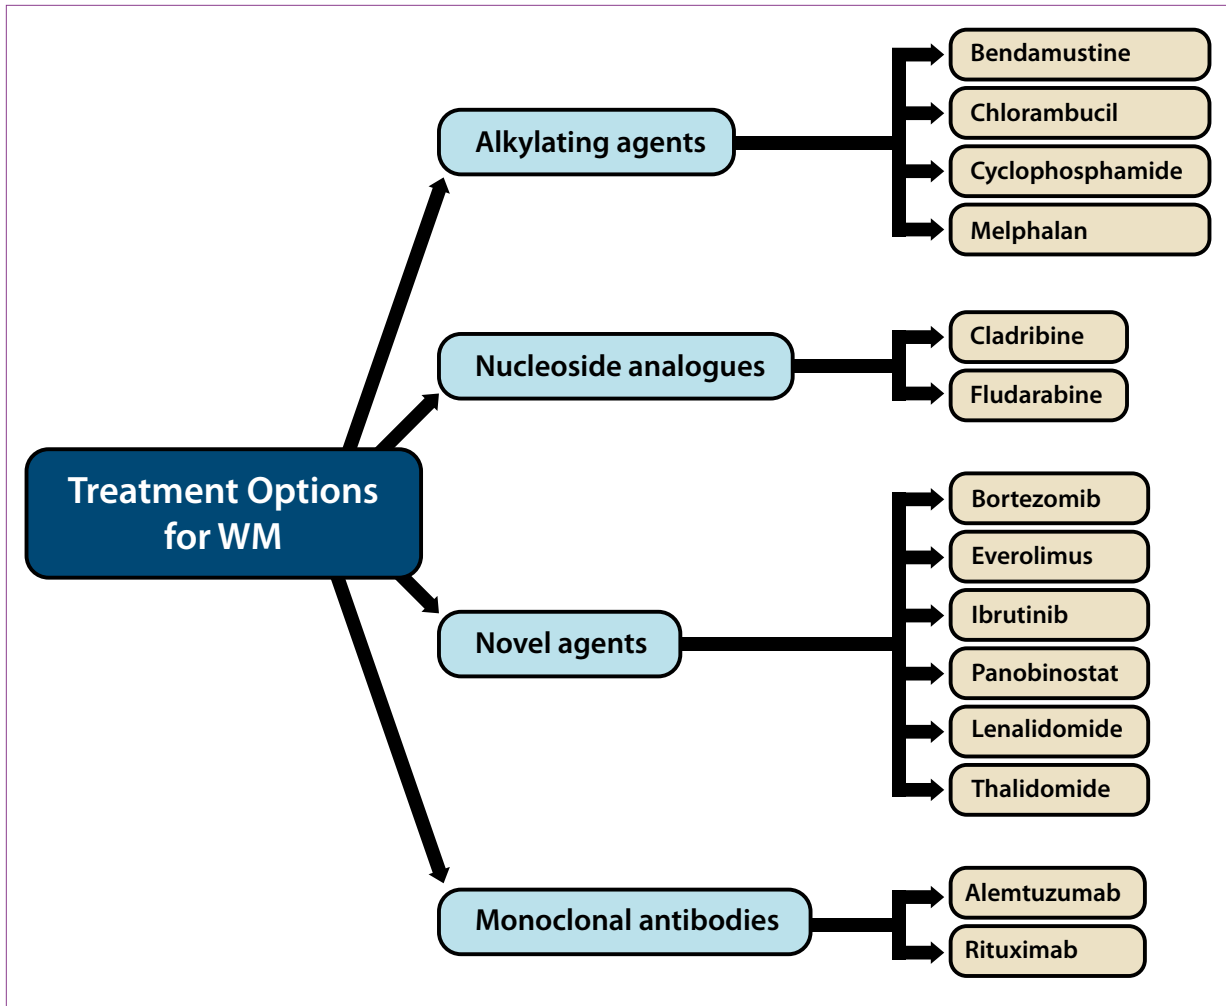 Treatment Options
for WM
Alkylating agents
Bendamustine
Chlorambucil
Cyclophosphamide
Melphalan
Nucleoside analogues
Cladribine
Fludarabine
Novel agents
Bortezomib
Everolimus
Ibrutinib
Panobinostat
Lenalidomide
Thalidomide
Monoclonal antibodies
Alemtuzumab
Rituximab